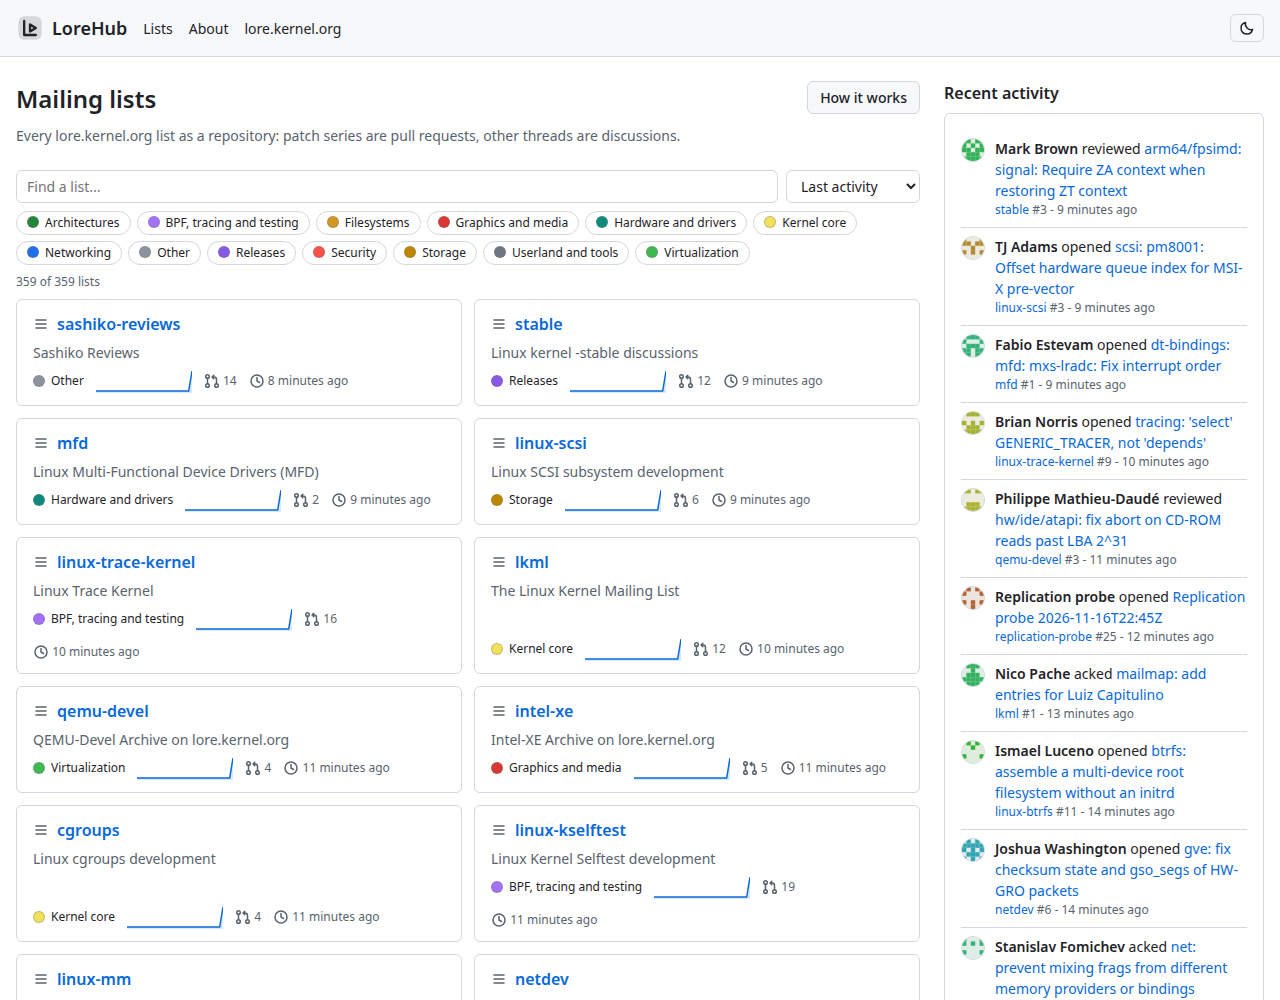 LoreHub Lists About lore.kernel.org
Mailing lists
How it works
Every lore.kernel.org list as a repository: patch series are pull requests, other threads are discussions.
Find a list...
Last activity
Architectures BPF, tracing and testing Filesystems Graphics and media Hardware and drivers Kernel core
Networking Other Releases Security Storage Userland and tools Virtualization
359 of 359 lists
sashiko-reviews
Sashiko Reviews
Other 14 8 minutes ago
stable
Linux kernel -stable discussions
Releases 12 9 minutes ago
mfd
Linux Multi-Functional Device Drivers (MFD)
Hardware and drivers 2 9 minutes ago
linux-scsi
Linux SCSI subsystem development
Storage 6 9 minutes ago
linux-trace-kernel
Linux Trace Kernel
BPF, tracing and testing 16
10 minutes ago
lkml
The Linux Kernel Mailing List
Kernel core 12 10 minutes ago
qemu-devel
QEMU-Devel Archive on lore.kernel.org
Virtualization 4 11 minutes ago
intel-xe
Intel-XE Archive on lore.kernel.org
Graphics and media 5 11 minutes ago
cgroups
Linux cgroups development
Kernel core 4 11 minutes ago
linux-kselftest
Linux Kernel Selftest development
BPF, tracing and testing 19
11 minutes ago
linux-mm
netdev
Recent activity
Mark Brown reviewed arm64/fpsimd:
signal: Require ZA context when
restoring ZT context
stable #3 - 9 minutes ago
TJ Adams opened scsi: pm8001:
Offset hardware queue index for MSI-
X pre-vector
linux-scsi #3 - 9 minutes ago
Fabio Estevam opened dt-bindings:
mfd: mxs-lradc: Fix interrupt order
mfd #1 - 9 minutes ago
Brian Norris opened tracing: 'select'
GENERIC_TRACER, not 'depends'
linux-trace-kernel #9 - 10 minutes ago
Philippe Mathieu-Daudé reviewed
hw/ide/atapi: fix abort on CD-ROM
reads past LBA 2^31
qemu-devel #3 - 11 minutes ago
Replication probe opened Replication
probe 2026-11-16T22:45Z
replication-probe #25 - 12 minutes ago
Nico Pache acked mailmap: add
entries for Luiz Capitulino
lkml #1 - 13 minutes ago
Ismael Luceno opened btrfs:
assemble a multi-device root
filesystem without an initrd
linux-btrfs #11 - 14 minutes ago
Joshua Washington opened gve: fix
checksum state and gso_segs of HW-
GRO packets
netdev #6 - 14 minutes ago
Stanislav Fomichev acked net:
prevent mixing frags from different
memory providers or bindings